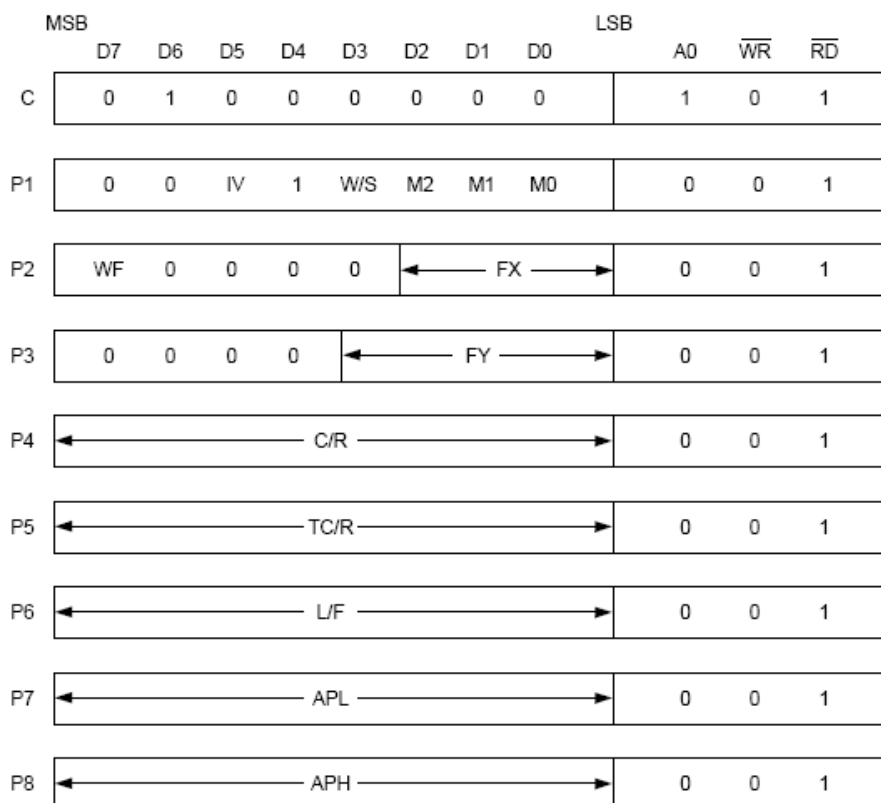 MSB LSB
D7 D6 D5 D4 D3 D2 D1 D0 A0 W̅R̅ R̅D̅
C 0 1 0 0 0 0 0 0 1 0 1
P1 0 0 IV 1 W/S M2 M1 M0 0 0 1
P2 WF 0 0 0 0 FX 0 0 1
P3 0 0 0 0 FY 0 0 1
P4 C/R 0 0 1
P5 TC/R 0 0 1
P6 L/F 0 0 1
P7 APL 0 0 1
P8 APH 0 0 1